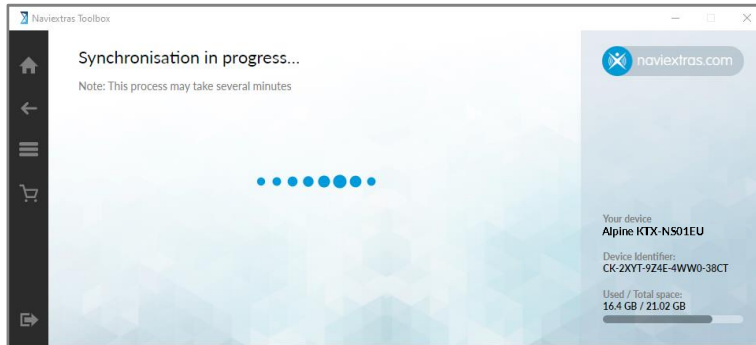 Naviextras Toolbox
Synchronisation in progress...
Note: This process may take several minutes
naviextras.com
Your device
Alpine KTX-NS01EU
Device Identifier:
CK-2XYT-9Z4E-4WW0-38CT
Used / Total space:
16.4 GB / 21.02 GB